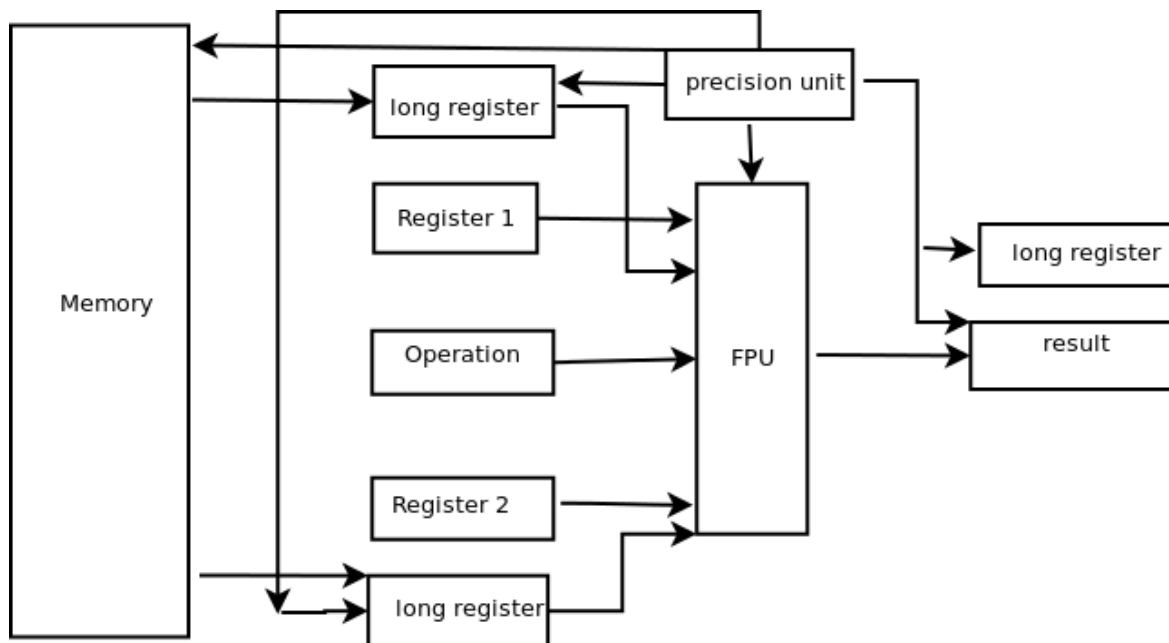 precision unit
long register
Register 1
long register
Memory
Operation
FPU
result
Register 2
long register